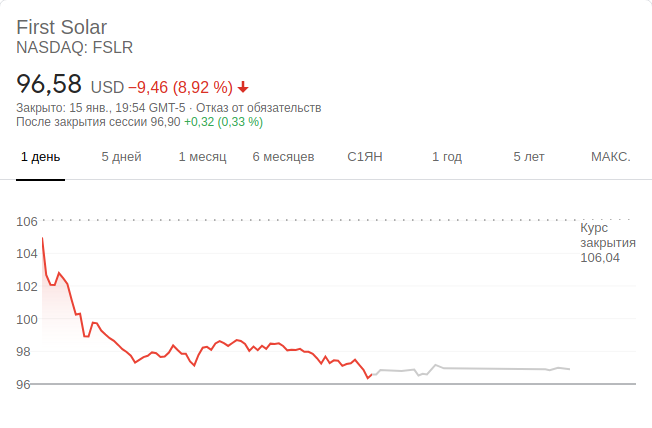 First Solar
NASDAQ: FSLR
96,58 USD −9,46 (8,92 %)
Закрыто: 15 янв., 19:54 GMT-5 · Отказ от обязательств
После закрытия сессии 96,90 +0,32 (0,33 %)
1 день 5 дней 1 месяц 6 месяцев С1ЯН 1 год 5 лет МАКС.
106
Курс
закрытия
106,04
104
102
100
98
96